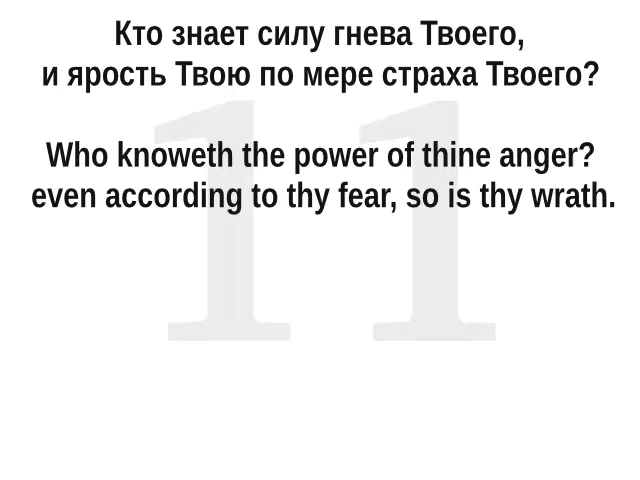 Кто знает силу гнева Твоего,
и ярость Твою по мере страха Твоего?
Who knoweth the power of thine anger?
even according to thy fear, so is thy wrath.
11